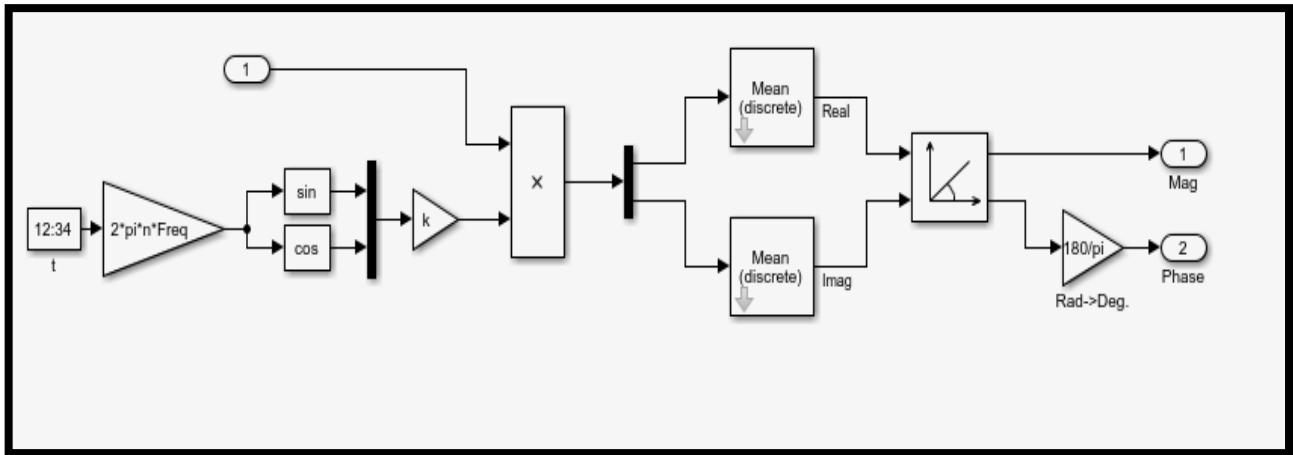 1
12:34
t
2*pi*n*Freq
sin
cos
k
×
Mean
(discrete)
Real
Mean
(discrete)
Imag
1
Mag
180/pi
Rad->Deg.
2
Phase